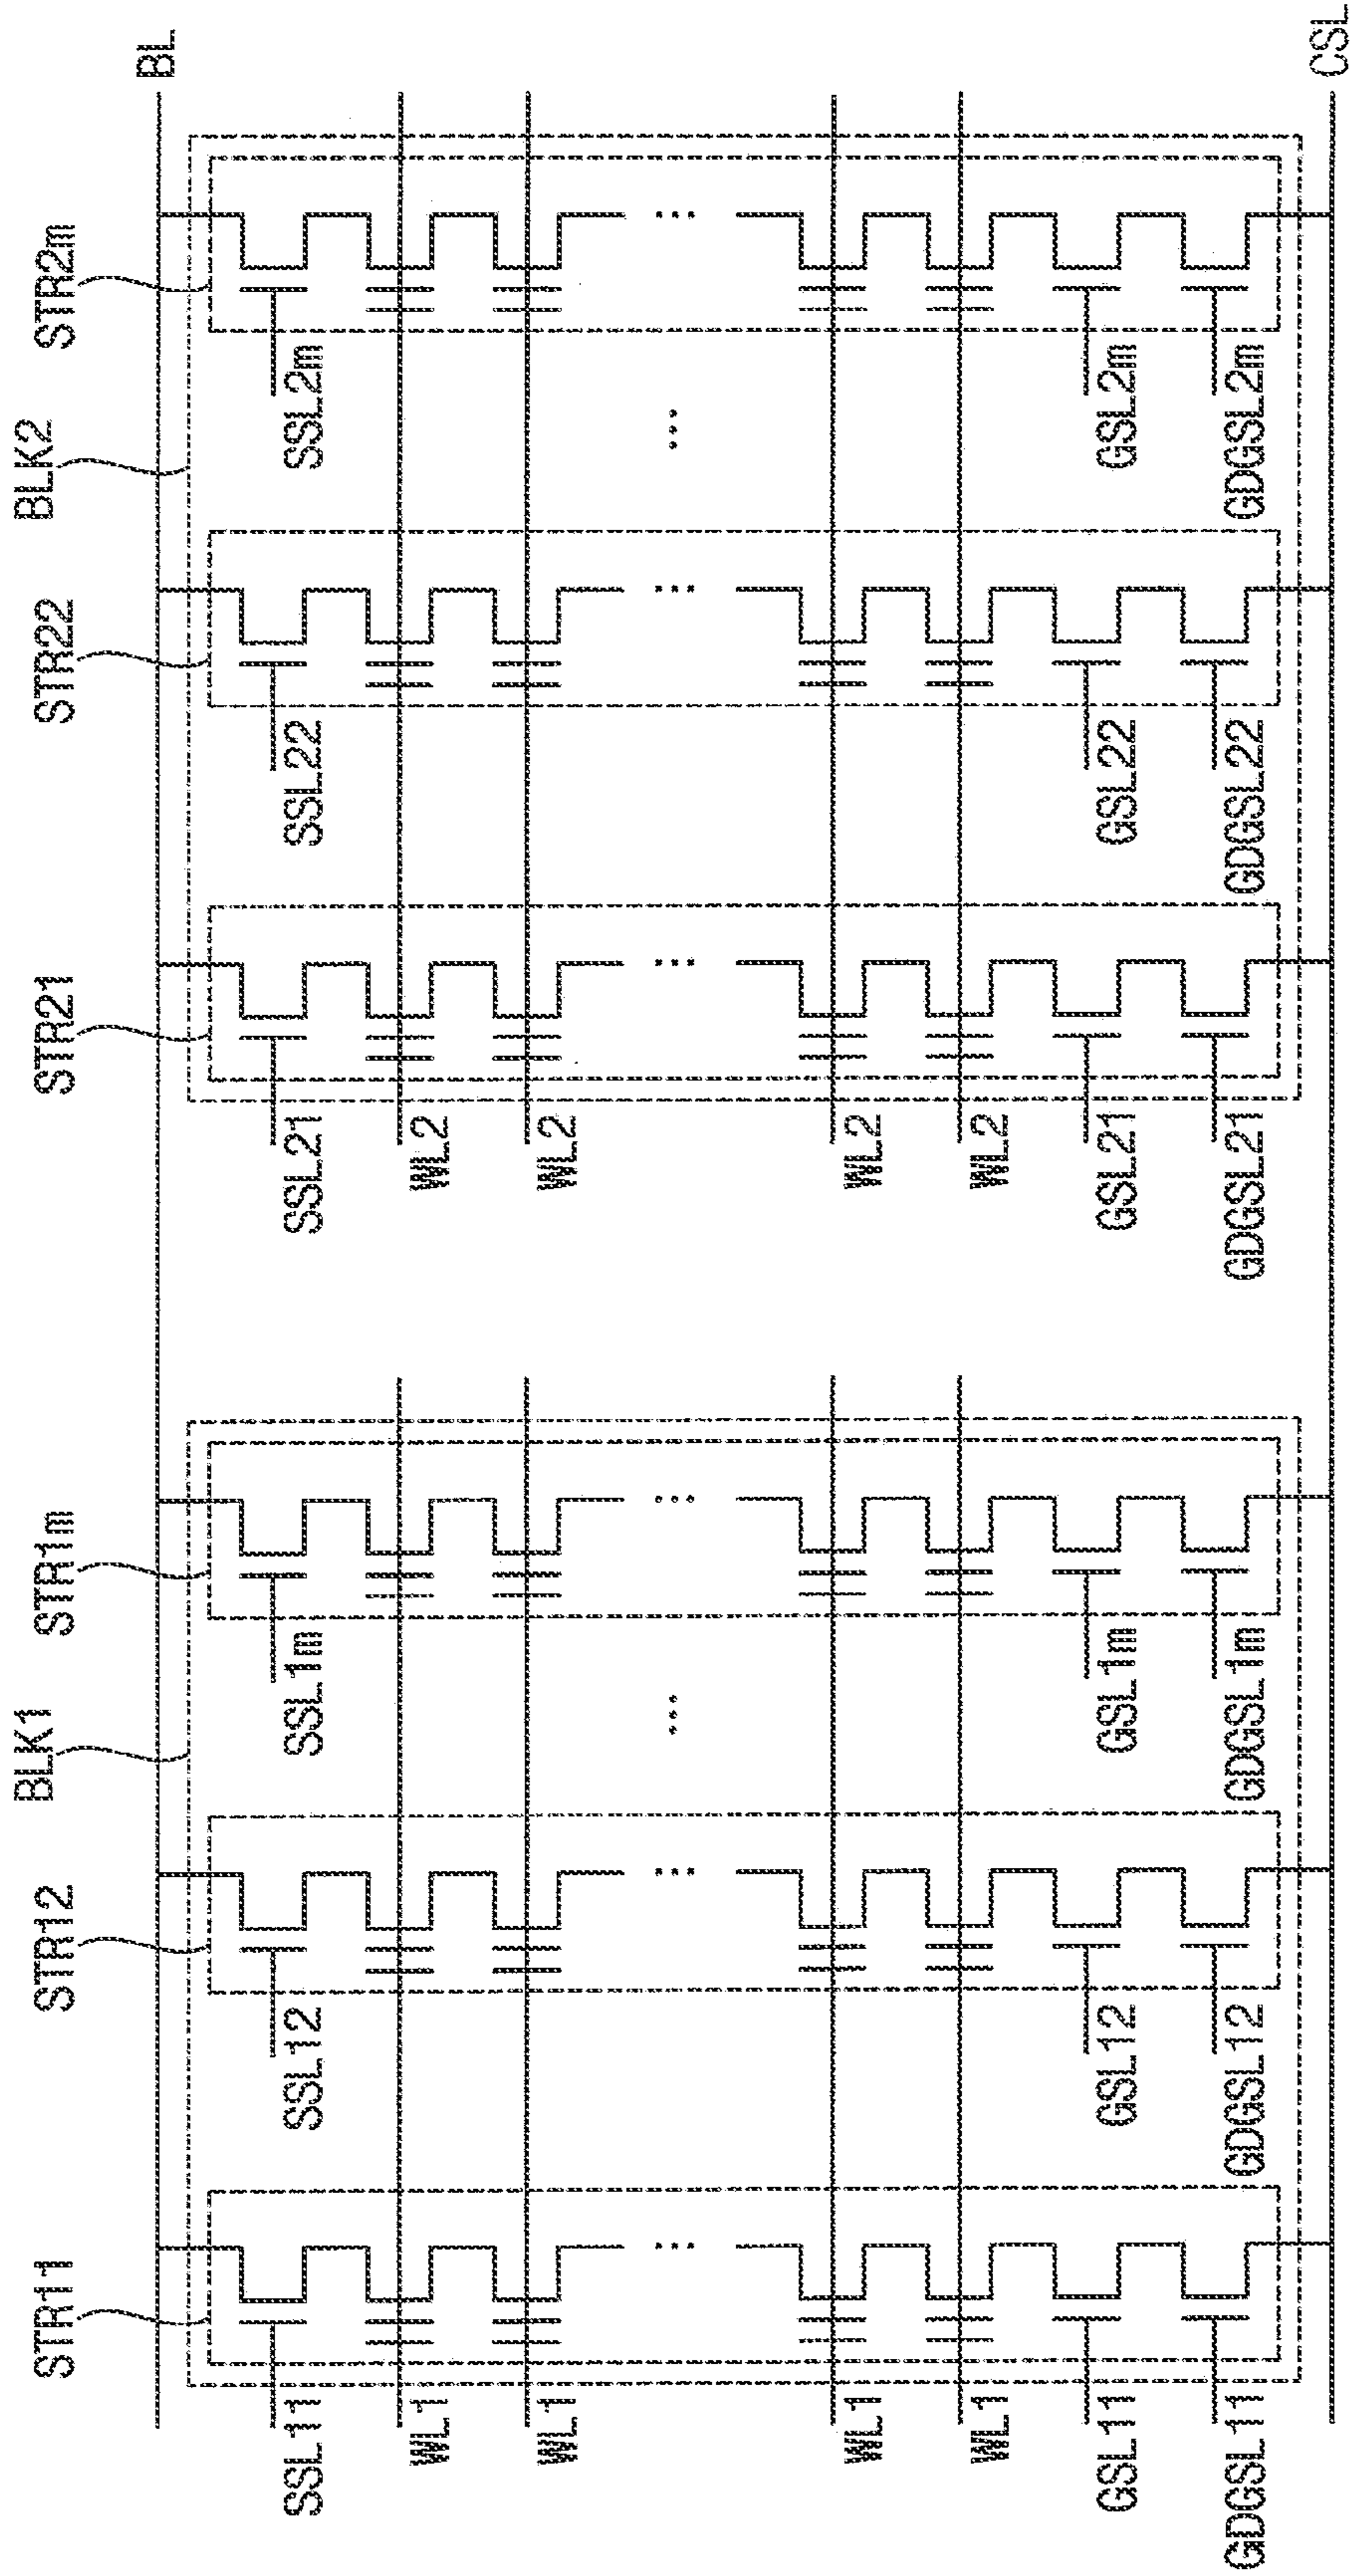 BLK1
BLK2
STR11
STR12
STR1m
STR21
STR22
STR2m
BL
SSL11
SSL12
SSL1m
SSL21
SSL22
SSL2m
WL1
WL2
WL1
WL2
...
...
...
...
...
...
...
...
WL1
WL2
WL1
WL2
GSL11
GSL12
GSL1m
GSL21
GSL22
GSL2m
GDGSL11
GDGSL12
GDGSL1m
GDGSL21
GDGSL22
GDGSL2m
CSL